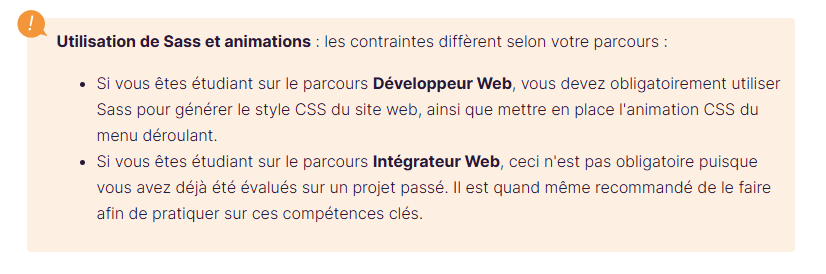 !
Utilisation de Sass et animations : les contraintes diffèrent selon votre parcours :
• Si vous êtes étudiant sur le parcours Développeur Web, vous devez obligatoirement utiliser
Sass pour générer le style CSS du site web, ainsi que mettre en place l'animation CSS du
menu déroulant.
• Si vous êtes étudiant sur le parcours Intégrateur Web, ceci n'est pas obligatoire puisque
vous avez déjà été évalués sur un projet passé. Il est quand même recommandé de le faire
afin de pratiquer sur ces compétences clés.